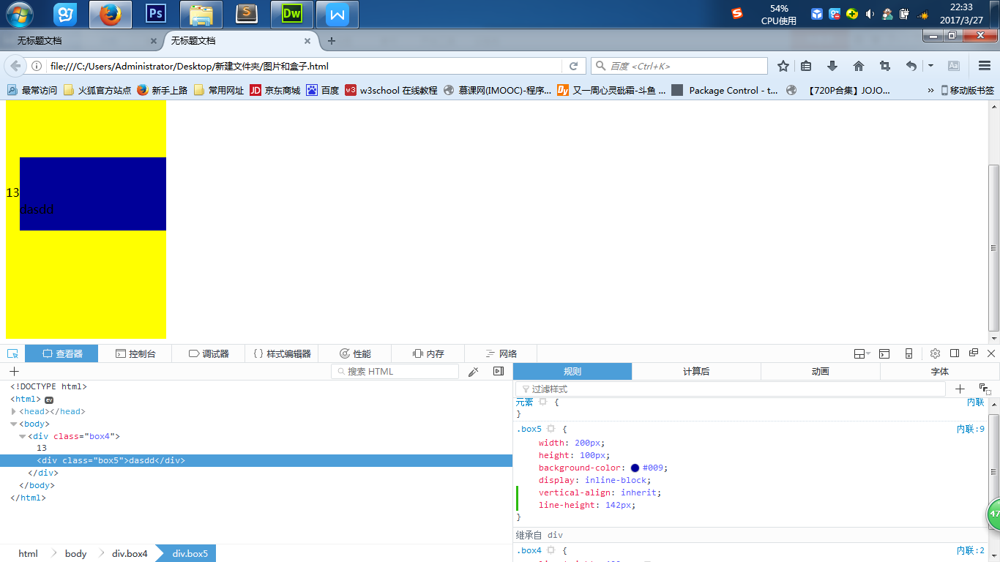 54%
CPU使用
22:33
2017/3/27
无标题文档
无标题文档
file:///C:/Users/Administrator/Desktop/新建文件夹/图片和盒子.html
百度 <Ctrl+K>
最常访问 火狐官方站点 新手上路 常用网址 京东商城 百度 w3school 在线教程 慕课网(IMOOC)-程序... 又一周心灵砒霜-斗鱼 ... Package Control - t... 【720P合集】JOJO... » 移动版书签
13
dasdd
查看器 控制台 调试器 样式编辑器 性能 内存 网络
搜索 HTML
<!DOCTYPE html>
<html> ev
<head></head>
<body>
<div class="box4">
13
<div class="box5">dasdd</div>
</div>
</body>
</html>
html body div.box4 div.box5
规则 计算后 动画 字体
过滤样式
元素 { 内联
}
.box5 { 内联:9
width: 200px;
height: 100px;
background-color: #009;
display: inline-block;
vertical-align: inherit;
line-height: 142px;
}
继承自 div
.box4 { 内联:2
47